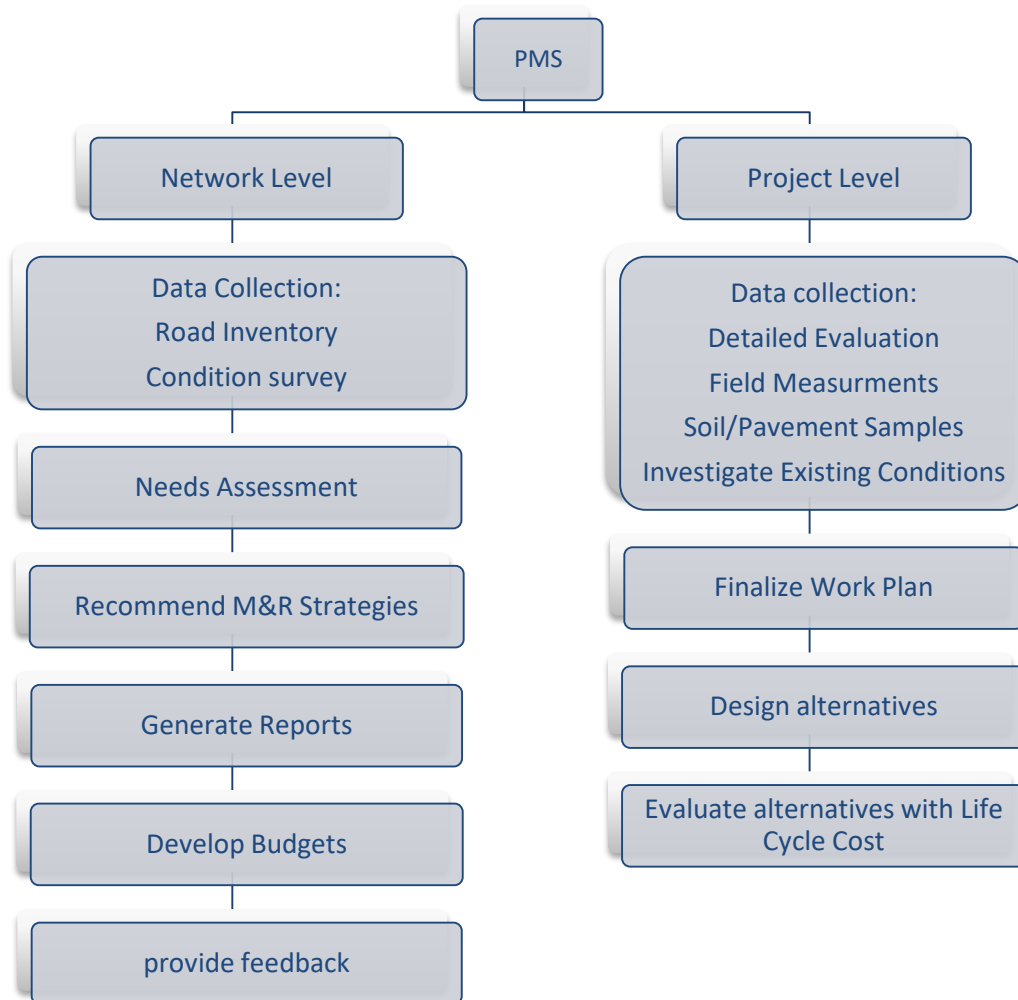 PMS
Network Level
Data Collection:
Road Inventory
Condition survey
Needs Assessment
Recommend M&R Strategies
Generate Reports
Develop Budgets
provide feedback
Project Level
Data collection:
Detailed Evaluation
Field Measurments
Soil/Pavement Samples
Investigate Existing Conditions
Finalize Work Plan
Design alternatives
Evaluate alternatives with Life
Cycle Cost